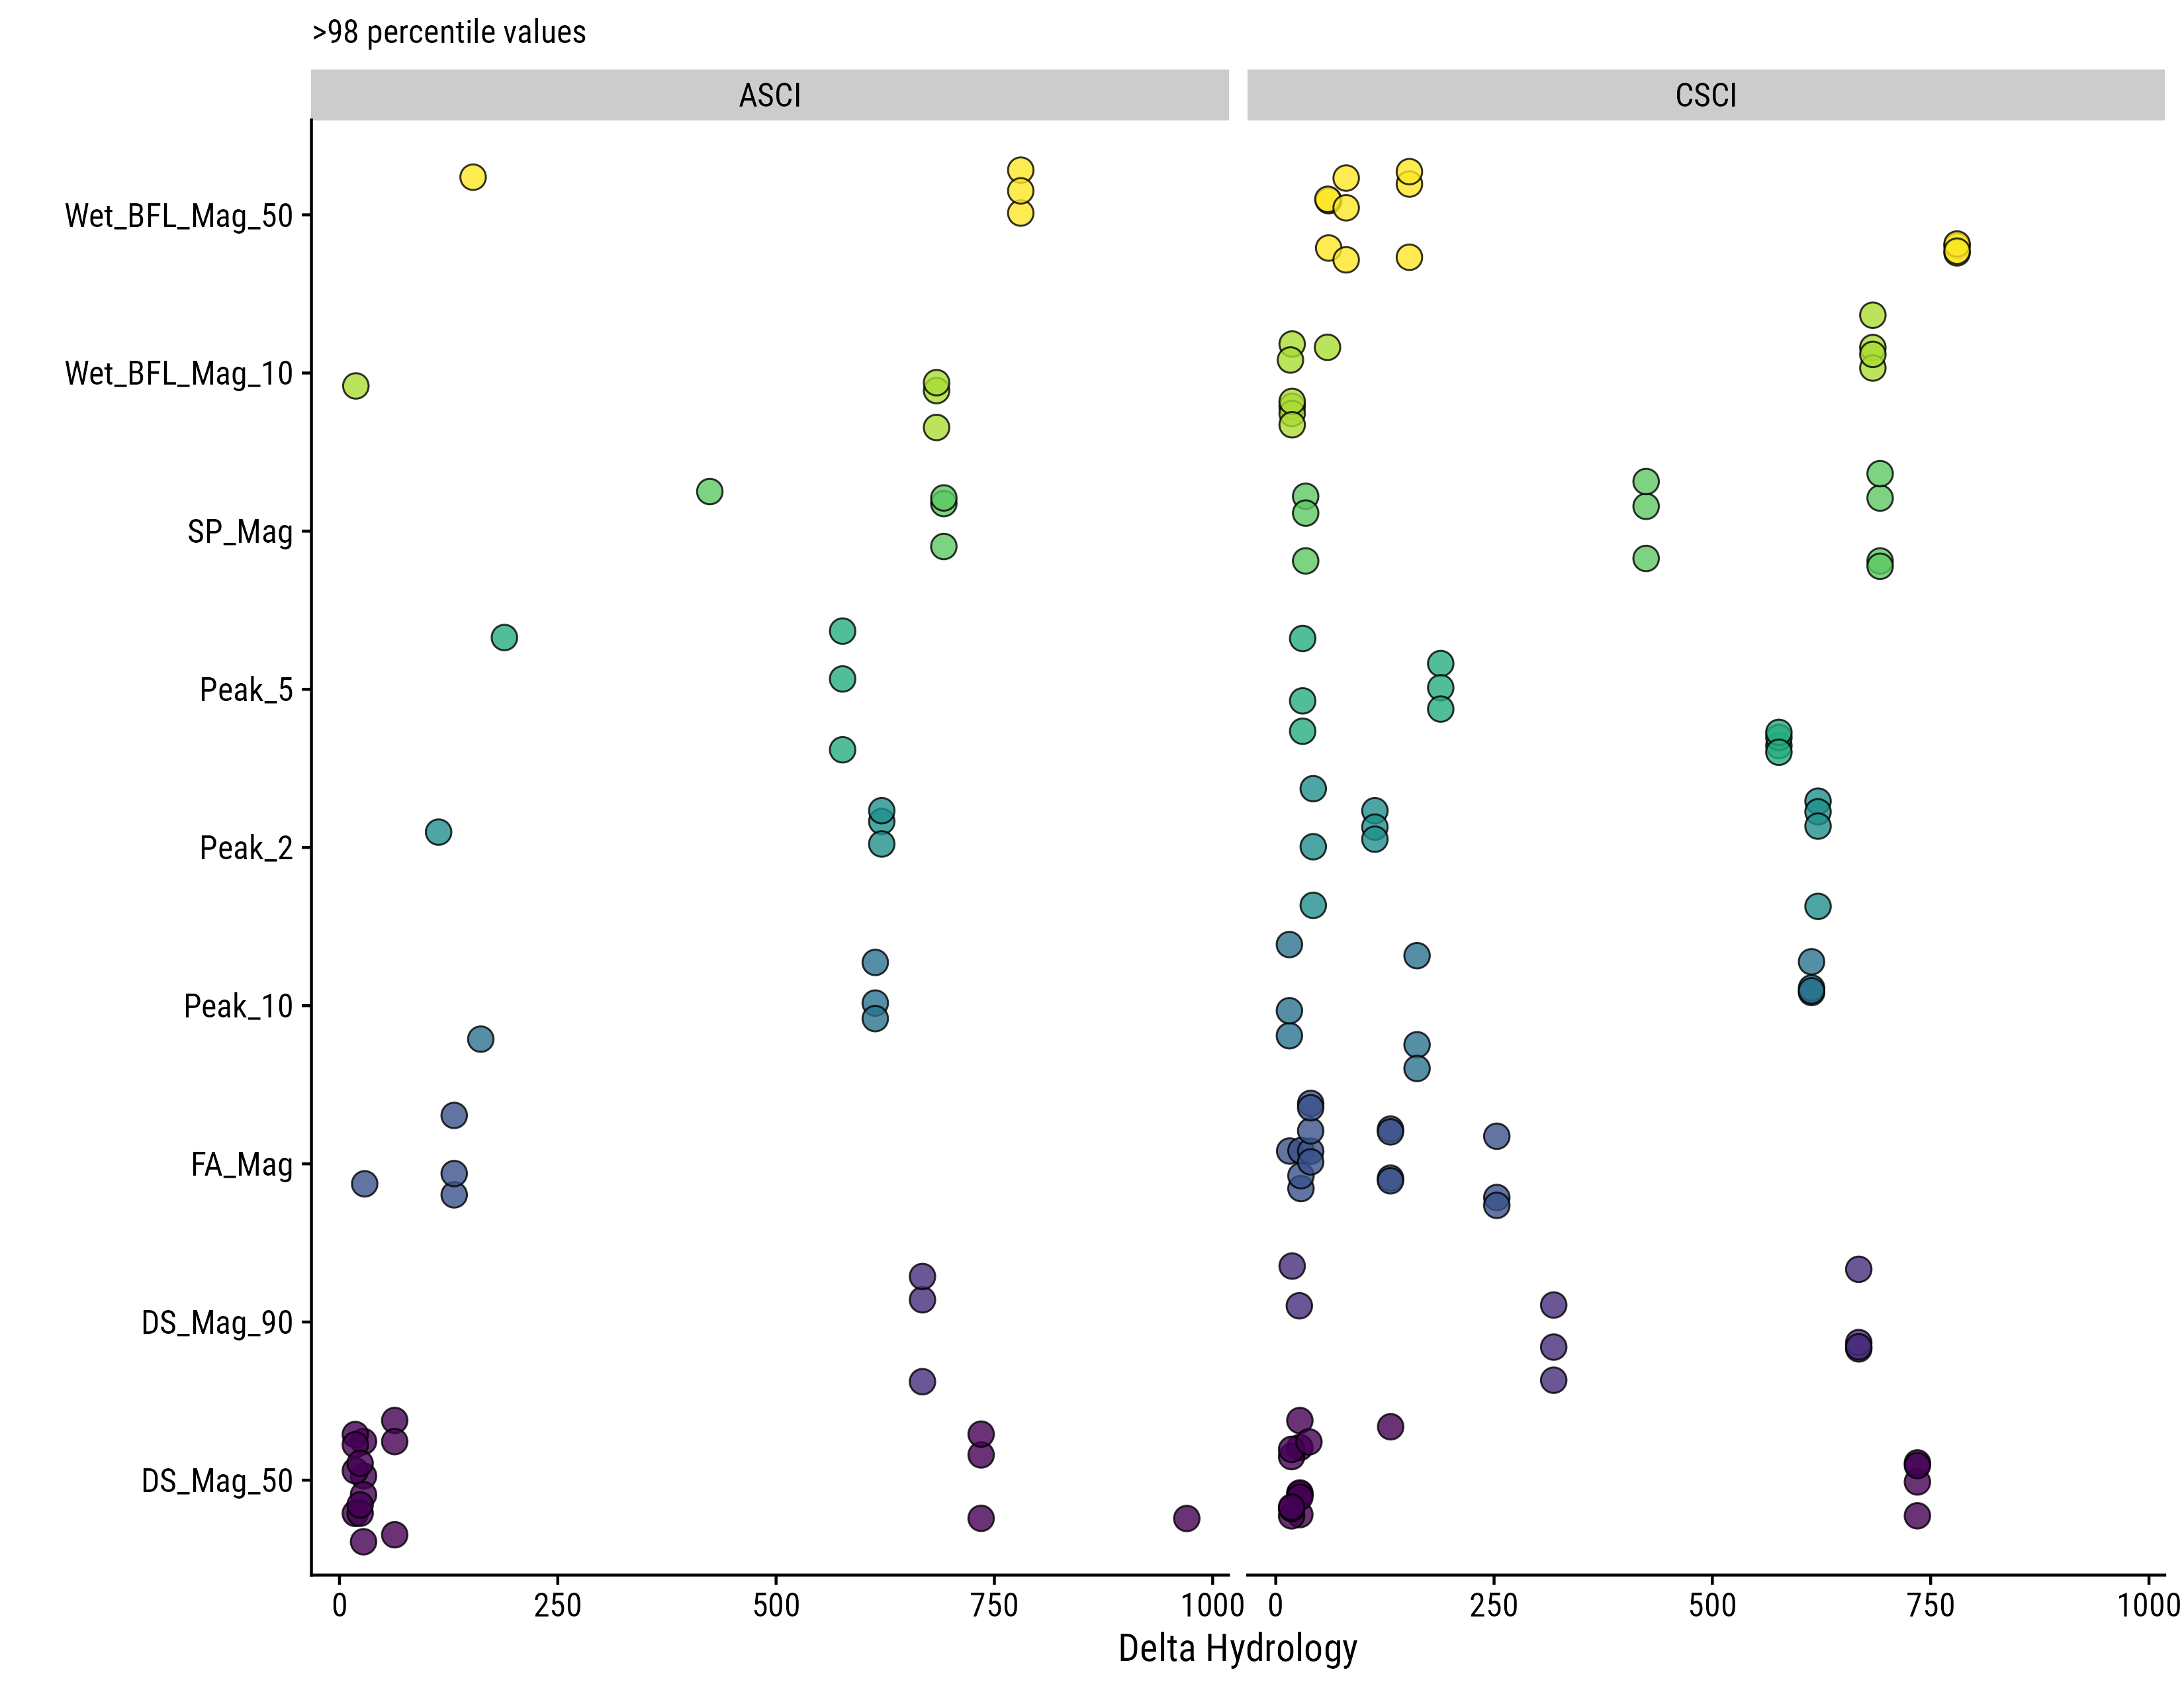 >98 percentile values
ASCI
CSCI
Wet_BFL_Mag_50
Wet_BFL_Mag_10
SP_Mag
Peak_5
Peak_2
Peak_10
FA_Mag
DS_Mag_90
DS_Mag_50
0 250 500 750 1000 0 250 500 750 1000
Delta Hydrology